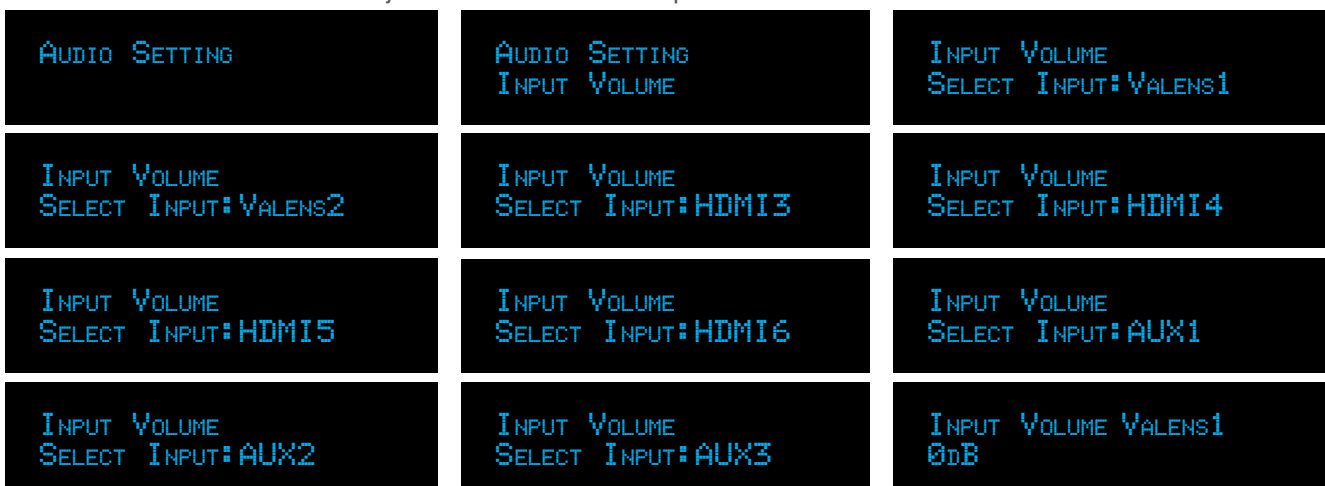 Audio Setting
Audio Setting
Input Volume
Input Volume
Select Input:Valens1
Input Volume
Select Input:Valens2
Input Volume
Select Input:HDMI3
Input Volume
Select Input:HDMI4
Input Volume
Select Input:HDMI5
Input Volume
Select Input:HDMI6
Input Volume
Select Input:AUX1
Input Volume
Select Input:AUX2
Input Volume
Select Input:AUX3
Input Volume Valens1
0dB